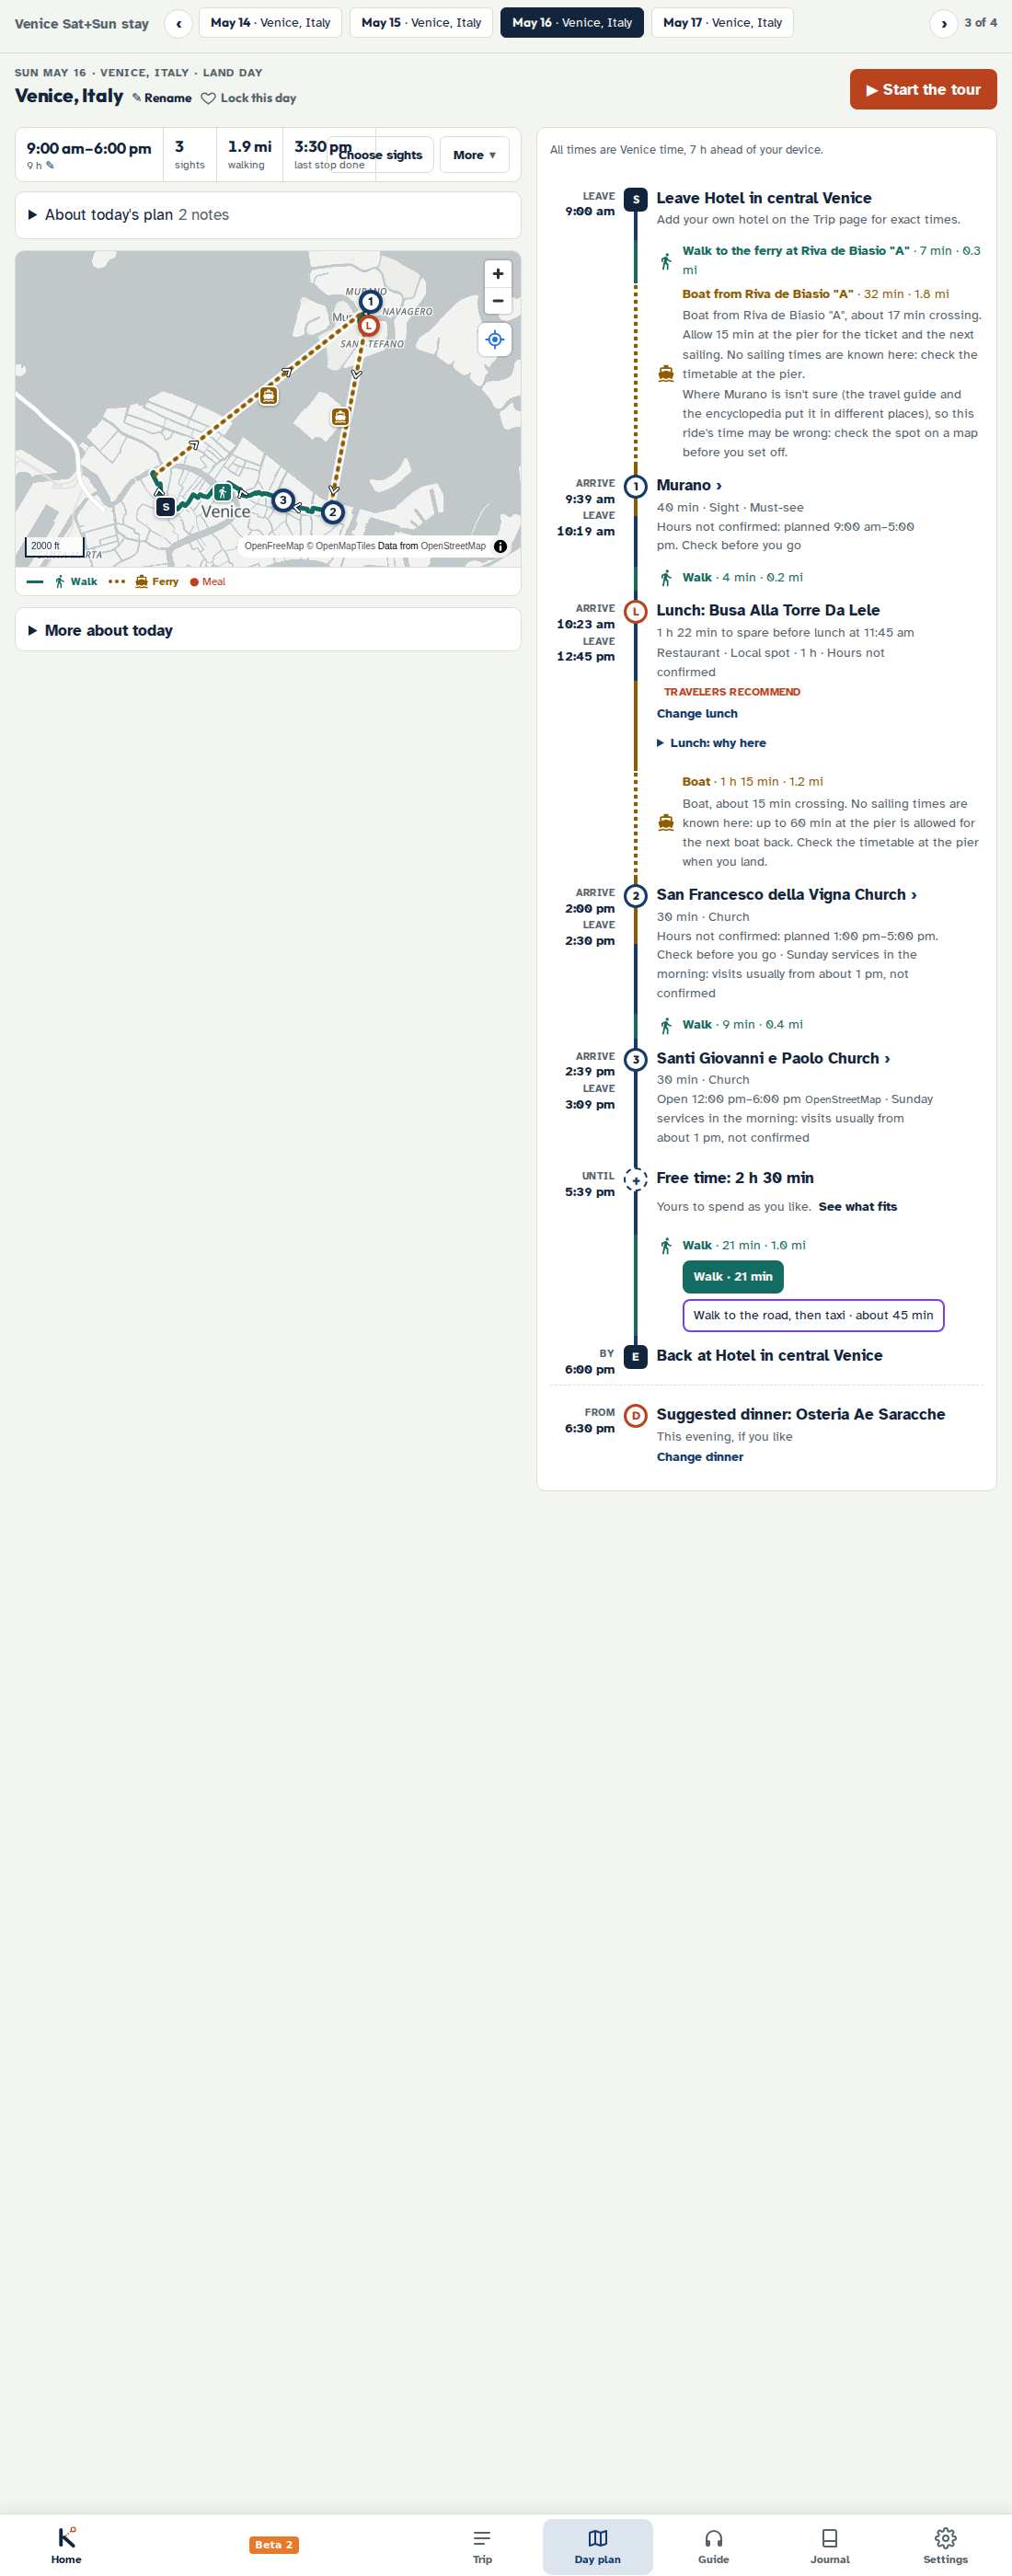 Venice Sat+Sun stay
‹
May 14 · Venice, Italy
May 15 · Venice, Italy
May 16 · Venice, Italy
May 17 · Venice, Italy
›
3 of 4
SUN MAY 16 · VENICE, ITALY · LAND DAY
Venice, Italy ✎ Rename Lock this day
▶ Start the tour
9:00 am–6:00 pm
9 h ✎
3
sights
1.9 mi
walking
3:30 pm
last stop done
Choose sights
More ▾
▶ About today's plan 2 notes
MURANO
NAVAGERO
1
L
+
−
S
3
2
Venice
2000 ft
OpenFreeMap © OpenMapTiles Data from OpenStreetMap
Walk
Ferry
Meal
▶ More about today
All times are Venice time, 7 h ahead of your device.
LEAVE
9:00 am
S
Leave Hotel in central Venice
Add your own hotel on the Trip page for exact times.
Walk to the ferry at Riva de Biasio "A" · 7 min · 0.3
mi
Boat from Riva de Biasio "A" · 32 min · 1.8 mi
Boat from Riva de Biasio "A", about 17 min crossing.
Allow 15 min at the pier for the ticket and the next
sailing. No sailing times are known here: check the
timetable at the pier.
Where Murano is isn't sure (the travel guide and
the encyclopedia put it in different places), so this
ride's time may be wrong: check the spot on a map
before you set off.
ARRIVE
9:39 am
LEAVE
10:19 am
1
Murano ›
40 min · Sight · Must-see
Hours not confirmed: planned 9:00 am–5:00
pm. Check before you go
Walk · 4 min · 0.2 mi
ARRIVE
10:23 am
LEAVE
12:45 pm
L
Lunch: Busa Alla Torre Da Lele
1 h 22 min to spare before lunch at 11:45 am
Restaurant · Local spot · 1 h · Hours not
confirmed
TRAVELERS RECOMMEND
Change lunch
▶ Lunch: why here
Boat · 1 h 15 min · 1.2 mi
Boat, about 15 min crossing. No sailing times are
known here: up to 60 min at the pier is allowed for
the next boat back. Check the timetable at the pier
when you land.
ARRIVE
2:00 pm
LEAVE
2:30 pm
2
San Francesco della Vigna Church ›
30 min · Church
Hours not confirmed: planned 1:00 pm–5:00 pm.
Check before you go · Sunday services in the
morning: visits usually from about 1 pm, not
confirmed
Walk · 9 min · 0.4 mi
ARRIVE
2:39 pm
LEAVE
3:09 pm
3
Santi Giovanni e Paolo Church ›
30 min · Church
Open 12:00 pm–6:00 pm OpenStreetMap · Sunday
services in the morning: visits usually from
about 1 pm, not confirmed
UNTIL
5:39 pm
+
Free time: 2 h 30 min
Yours to spend as you like. See what fits
Walk · 21 min · 1.0 mi
Walk · 21 min
Walk to the road, then taxi · about 45 min
BY
6:00 pm
E
Back at Hotel in central Venice
FROM
6:30 pm
D
Suggested dinner: Osteria Ae Saracche
This evening, if you like
Change dinner
Home
Beta 2
Trip
Day plan
Guide
Journal
Settings